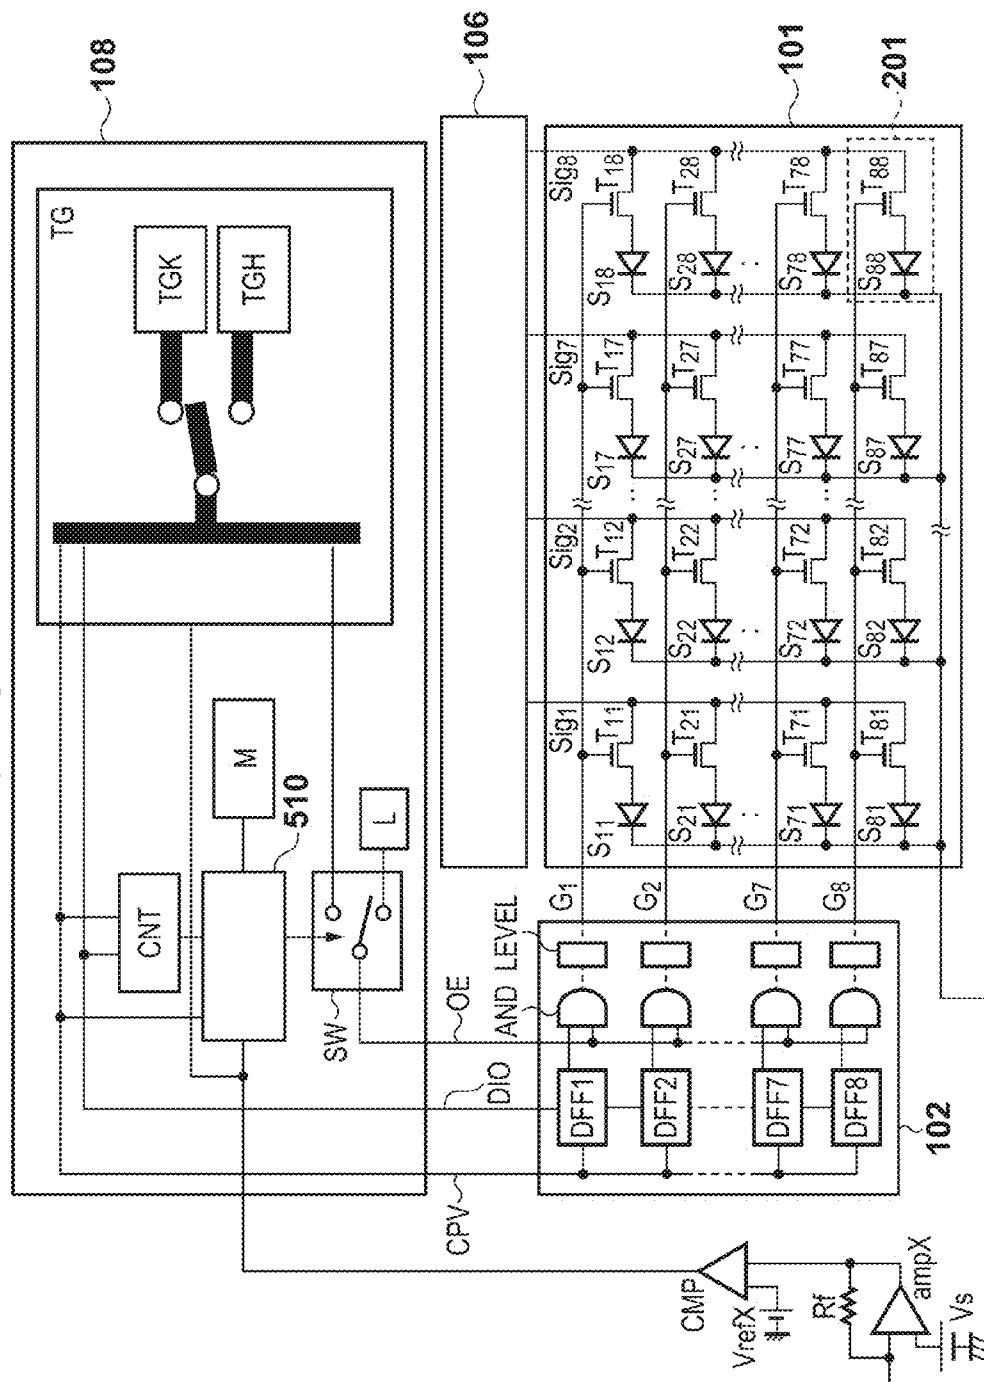 108
TG
TGK
TGH
M
510
CNT
L
SW
OE
DIO
CPV
106
101
201
Sig1
Sig2
Sig7
Sig8
G1
T11
S11
T12
S12
T17
S17
T18
S18
G2
T21
S21
T22
S22
T27
S27
T28
S28
G7
T71
S71
T72
S72
T77
S77
T78
S78
G8
T81
S81
T82
S82
T87
S87
T88
S88
AND LEVEL
DFF1
DFF2
DFF7
DFF8
102
CMP
VrefX
Rf
ampX
Vs